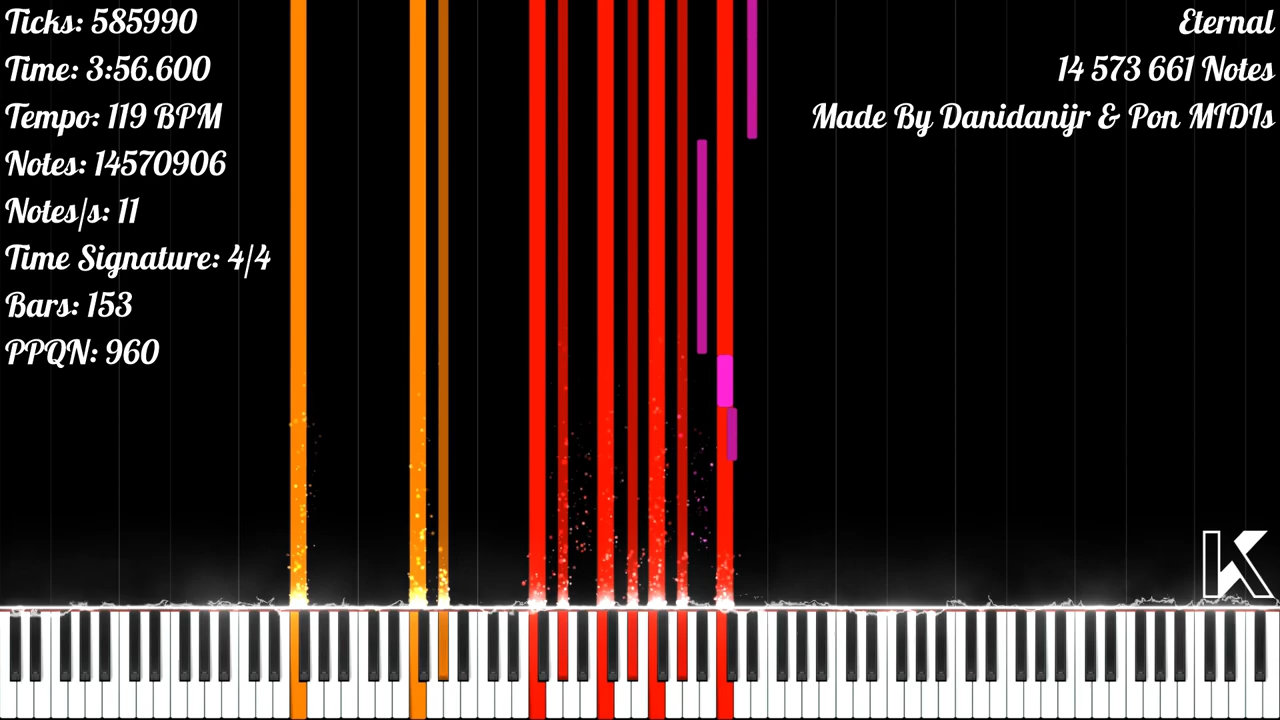 Ticks: 585990
Time: 3:56.600
Tempo: 119 BPM
Notes: 14570906
Notes/s: 11
Time Signature: 4/4
Bars: 153
PPQN: 960
Eternal
14 573 661 Notes
Made By Danidanijr & Pon MIDIs
K